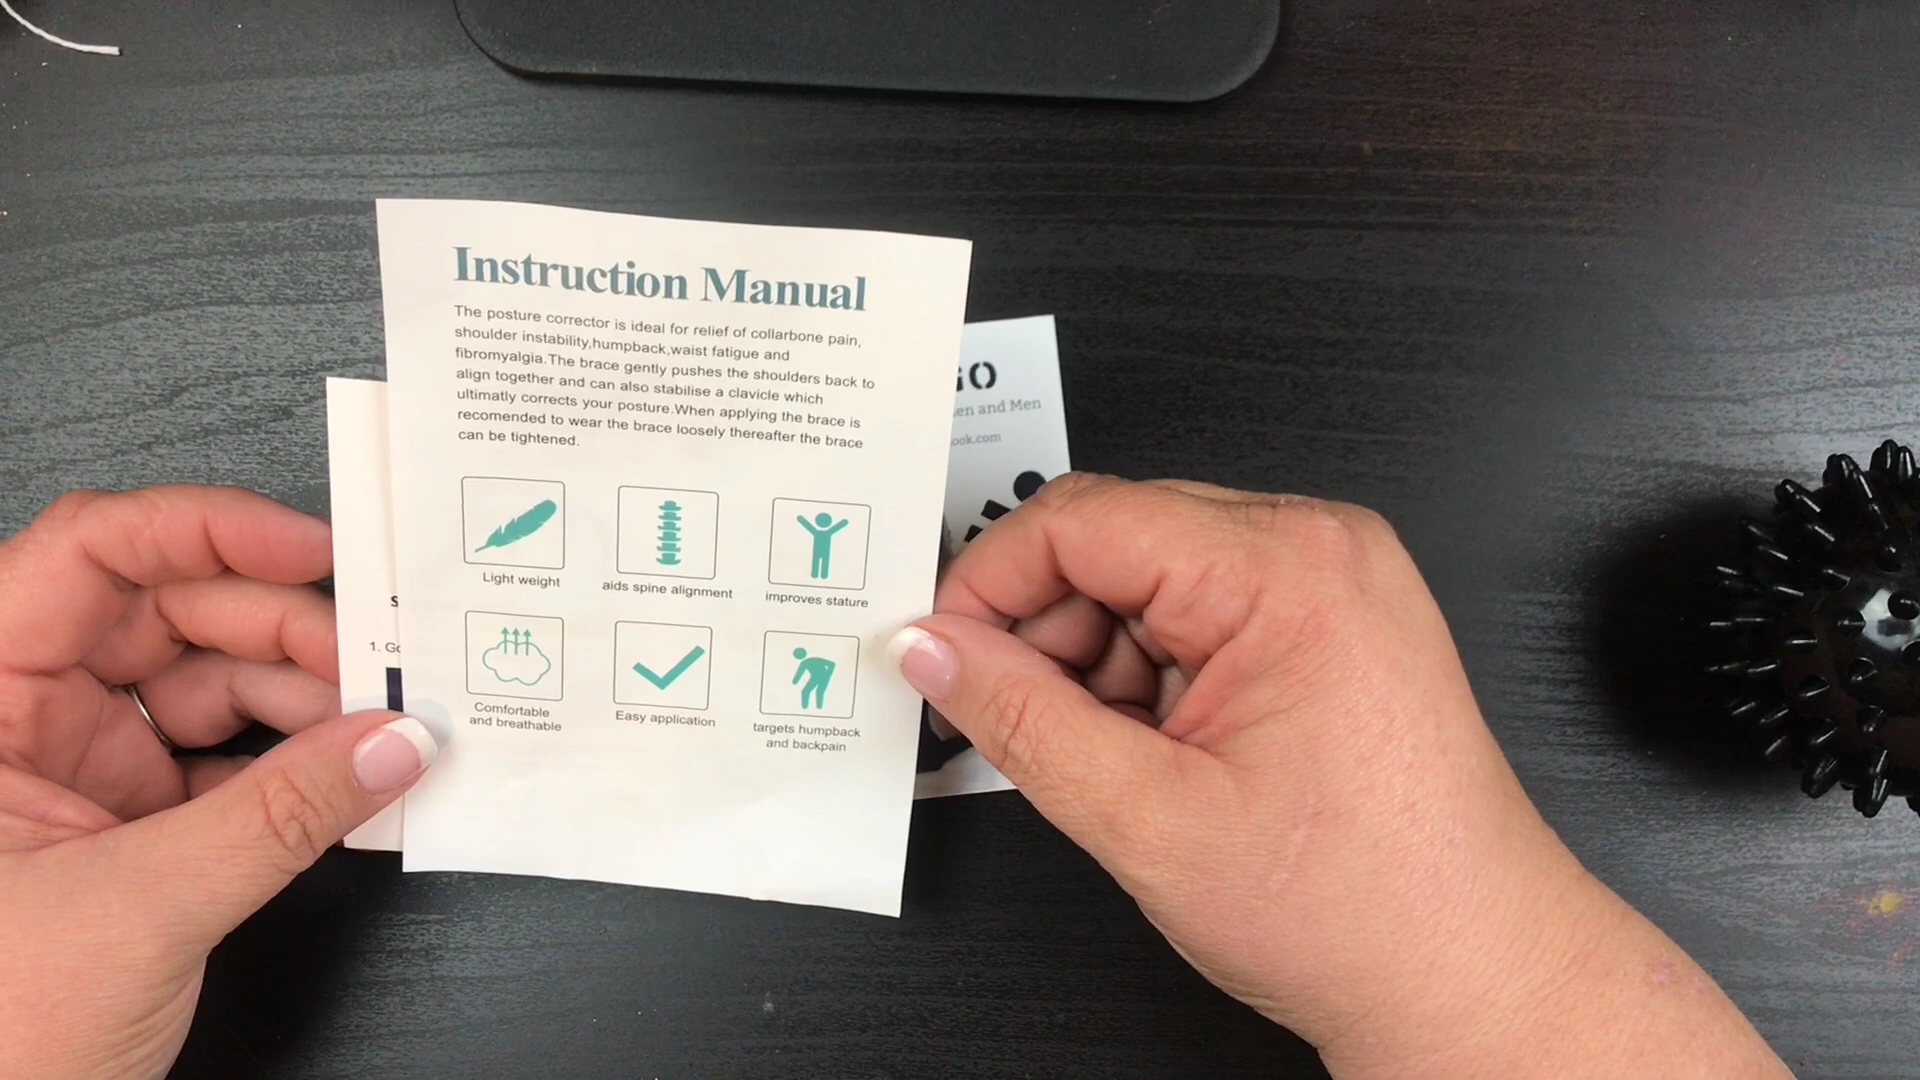 Instruction Manual
The posture corrector is ideal for relief of collarbone pain,
shoulder instability,humpback,waist fatigue and
fibromyalgia.The brace gently pushes the shoulders back to
align together and can also stabilise a clavicle which
ultimatly corrects your posture.When applying the brace is
recomended to wear the brace loosely thereafter the brace
can be tightened.
Light weight
aids spine alignment
improves stature
Comfortable
and breathable
Easy application
targets humpback
and backpain
GO
en and Men
ook.com
S
1. Go